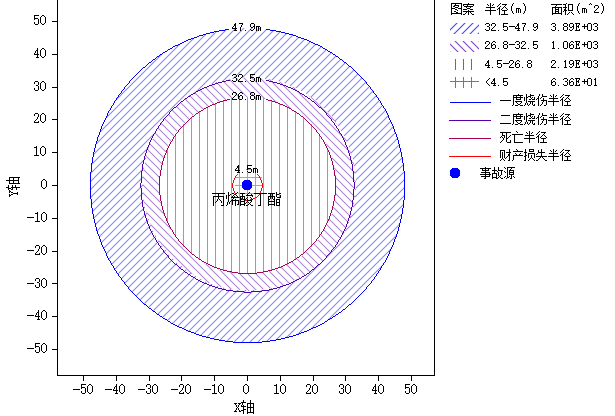 图案 半径(m) 面积(m^2)
32.5-47.9 3.89E+03
26.8-32.5 1.06E+03
4.5-26.8 2.19E+03
<4.5 6.36E+01
一度烧伤半径
二度烧伤半径
死亡半径
财产损失半径
事故源
47.9m
32.5m
26.8m
4.5m
丙烯酸丁酯
Y轴
50
40
30
20
10
0
-10
-20
-30
-40
-50
-50 -40 -30 -20 -10 0 10 20 30 40 50
X轴